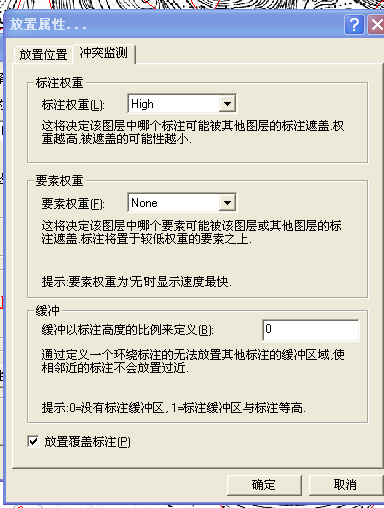 放置属性...
放置位置 冲突监测
标注权重
标注权重(L): High
这将决定该图层中哪个标注可能被其他图层的标注遮盖.权
重越高,被遮盖的可能性越小.
要素权重
要素权重(F): None
这将决定该图层中哪个要素可能被该图层或其他图层的标
注遮盖.标注将置于较低权重的要素之上.
提示:要素权重为'无'时显示速度最快.
缓冲
缓冲以标注高度的比例来定义(B): 0
通过定义一个环绕标注的无法放置其他标注的缓冲区域,使
相邻近的标注不会放置过近.
提示:0=没有标注缓冲区, 1=标注缓冲区与标注等高.
放置覆盖标注(P)
确定 取消